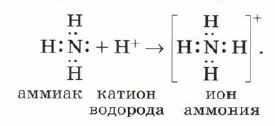 H H +
H:N: + H⁺ → [H:N:H] .
H H
аммиак катион ион
водорода аммония